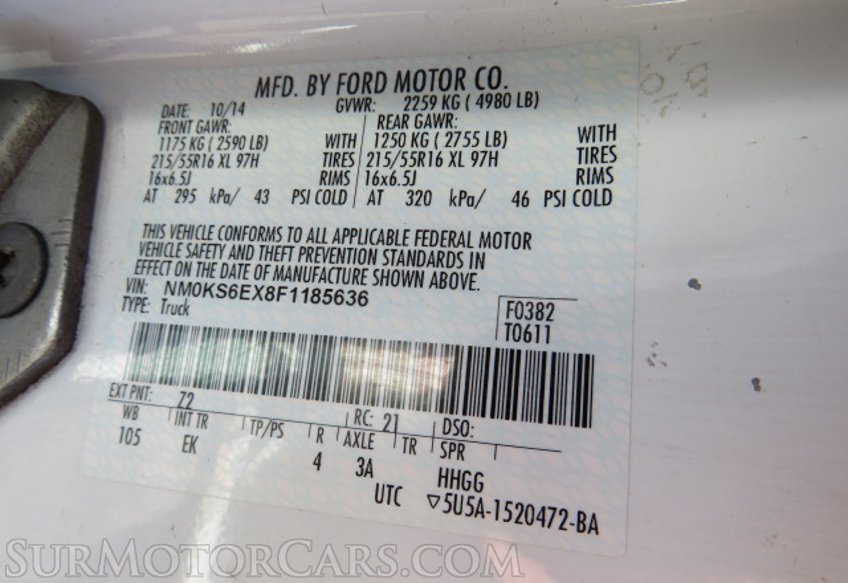 MFD. BY FORD MOTOR CO.
DATE: 10/14 GVWR: 2259 KG ( 4980 LB)
FRONT GAWR: REAR GAWR:
1175 KG ( 2590 LB) WITH 1250 KG ( 2755 LB) WITH
215/55R16 XL 97H TIRES 215/55R16 XL 97H TIRES
16x6.5J RIMS 16x6.5J RIMS
AT 295 kPa/ 43 PSI COLD AT 320 kPa/ 46 PSI COLD
THIS VEHICLE CONFORMS TO ALL APPLICABLE FEDERAL MOTOR
VEHICLE SAFETY AND THEFT PREVENTION STANDARDS IN
EFFECT ON THE DATE OF MANUFACTURE SHOWN ABOVE.
VIN: NM0KS6EX8F1185636
TYPE: Truck
F0382
T0611
EXT PNT: Z2 RC: 21 DSO:
WB INT TR TP/PS R AXLE TR SPR
105 EK 4 3A HHGG
UTC ▽5U5A-1520472-BA
SURMOTORCARS.COM